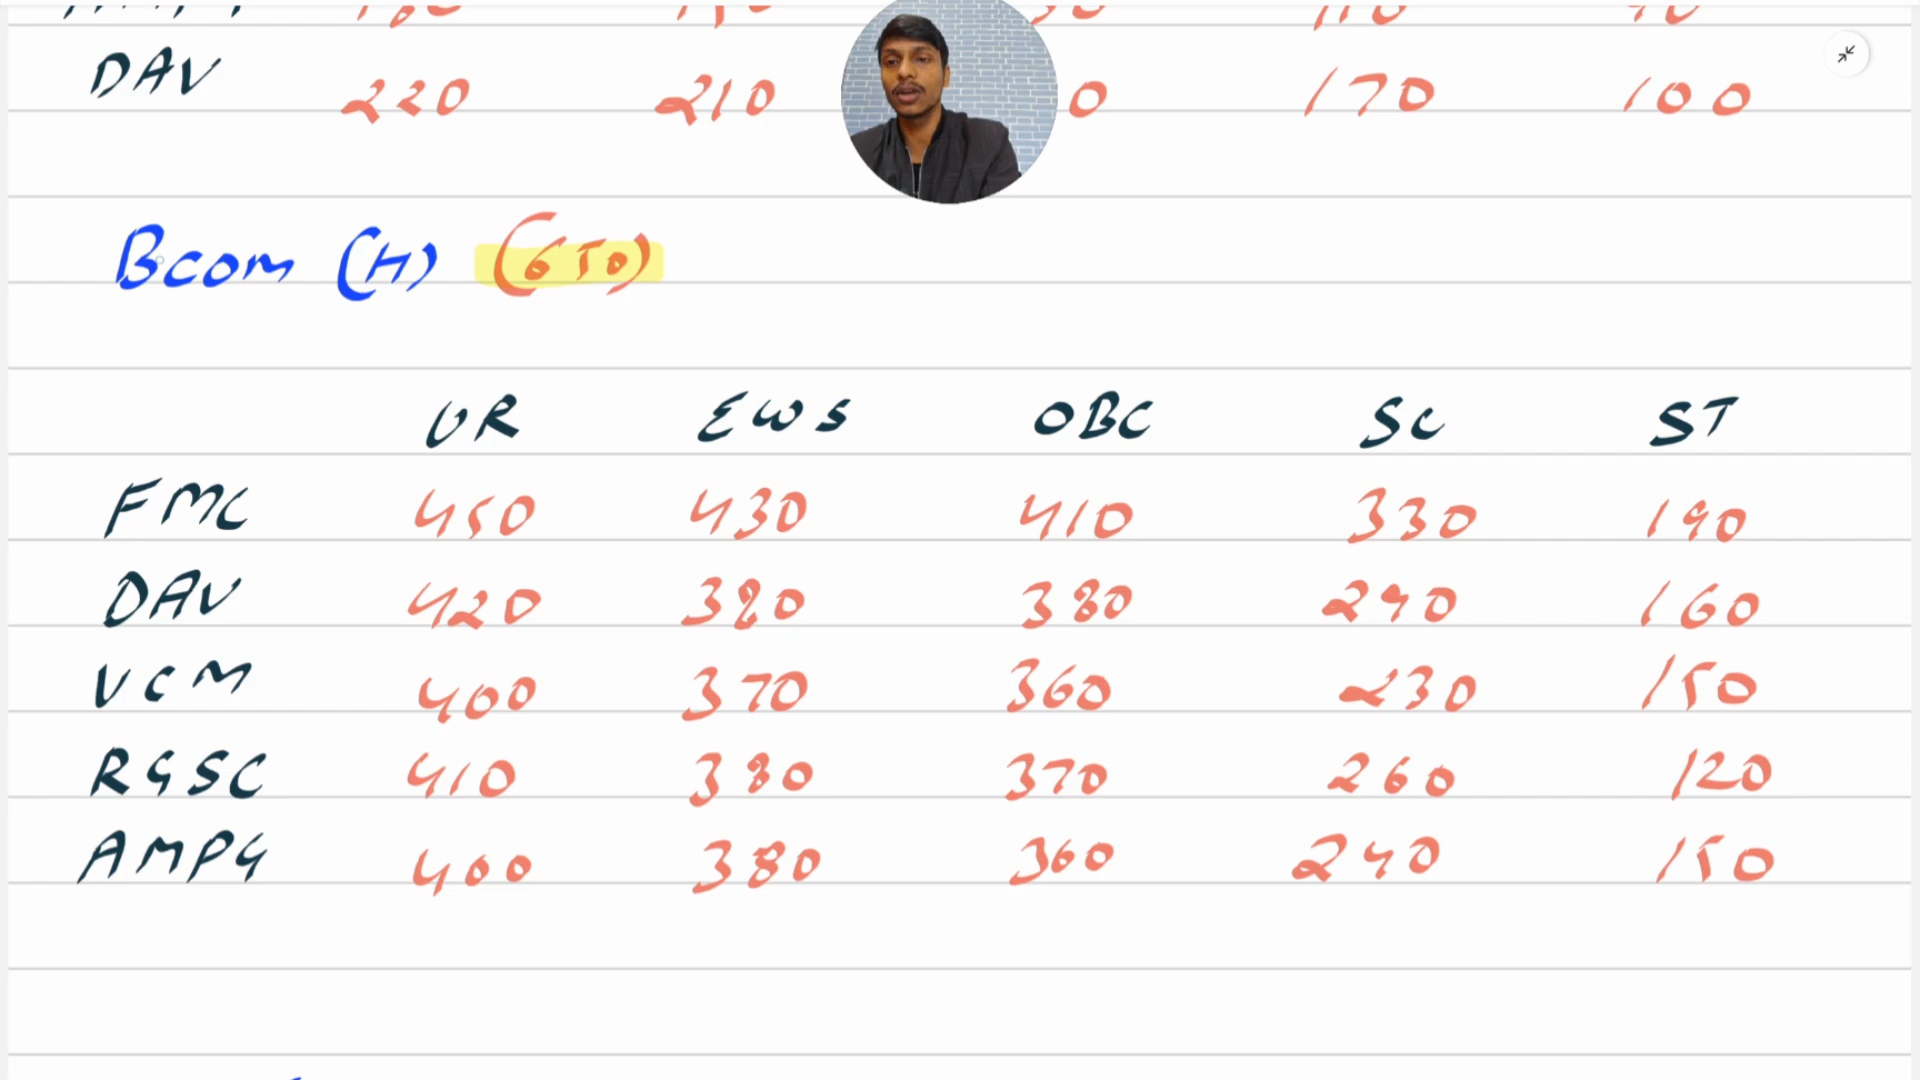 DAV 220 210 0 170 100
Bcom (H) (650)
UR EWS OBC SC ST
FMC 450 430 410 330 190
DAV 420 380 380 240 160
VCM 400 370 360 230 150
RGSC 410 380 370 260 120
AMPG 400 380 360 240 150